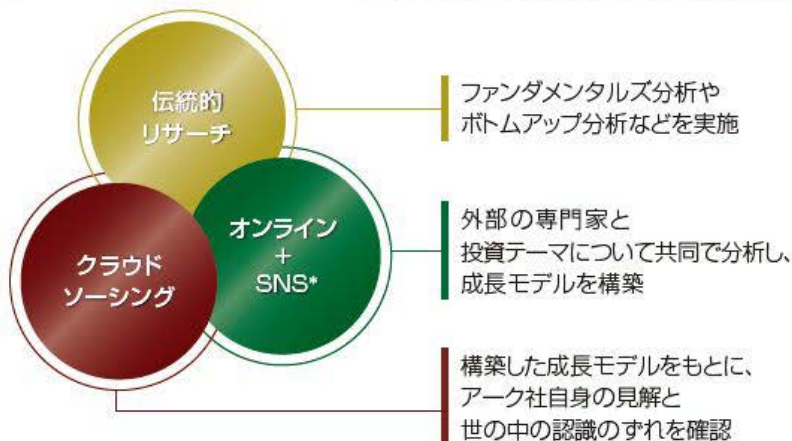 伝統的
リサーチ
ファンダメンタルズ分析や
ボトムアップ分析などを実施
オンライン
+
SNS*
外部の専門家と
投資テーマについて共同で分析し、
成長モデルを構築
クラウド
ソーシング
構築した成長モデルをもとに、
アーク社自身の見解と
世の中の認識のずれを確認